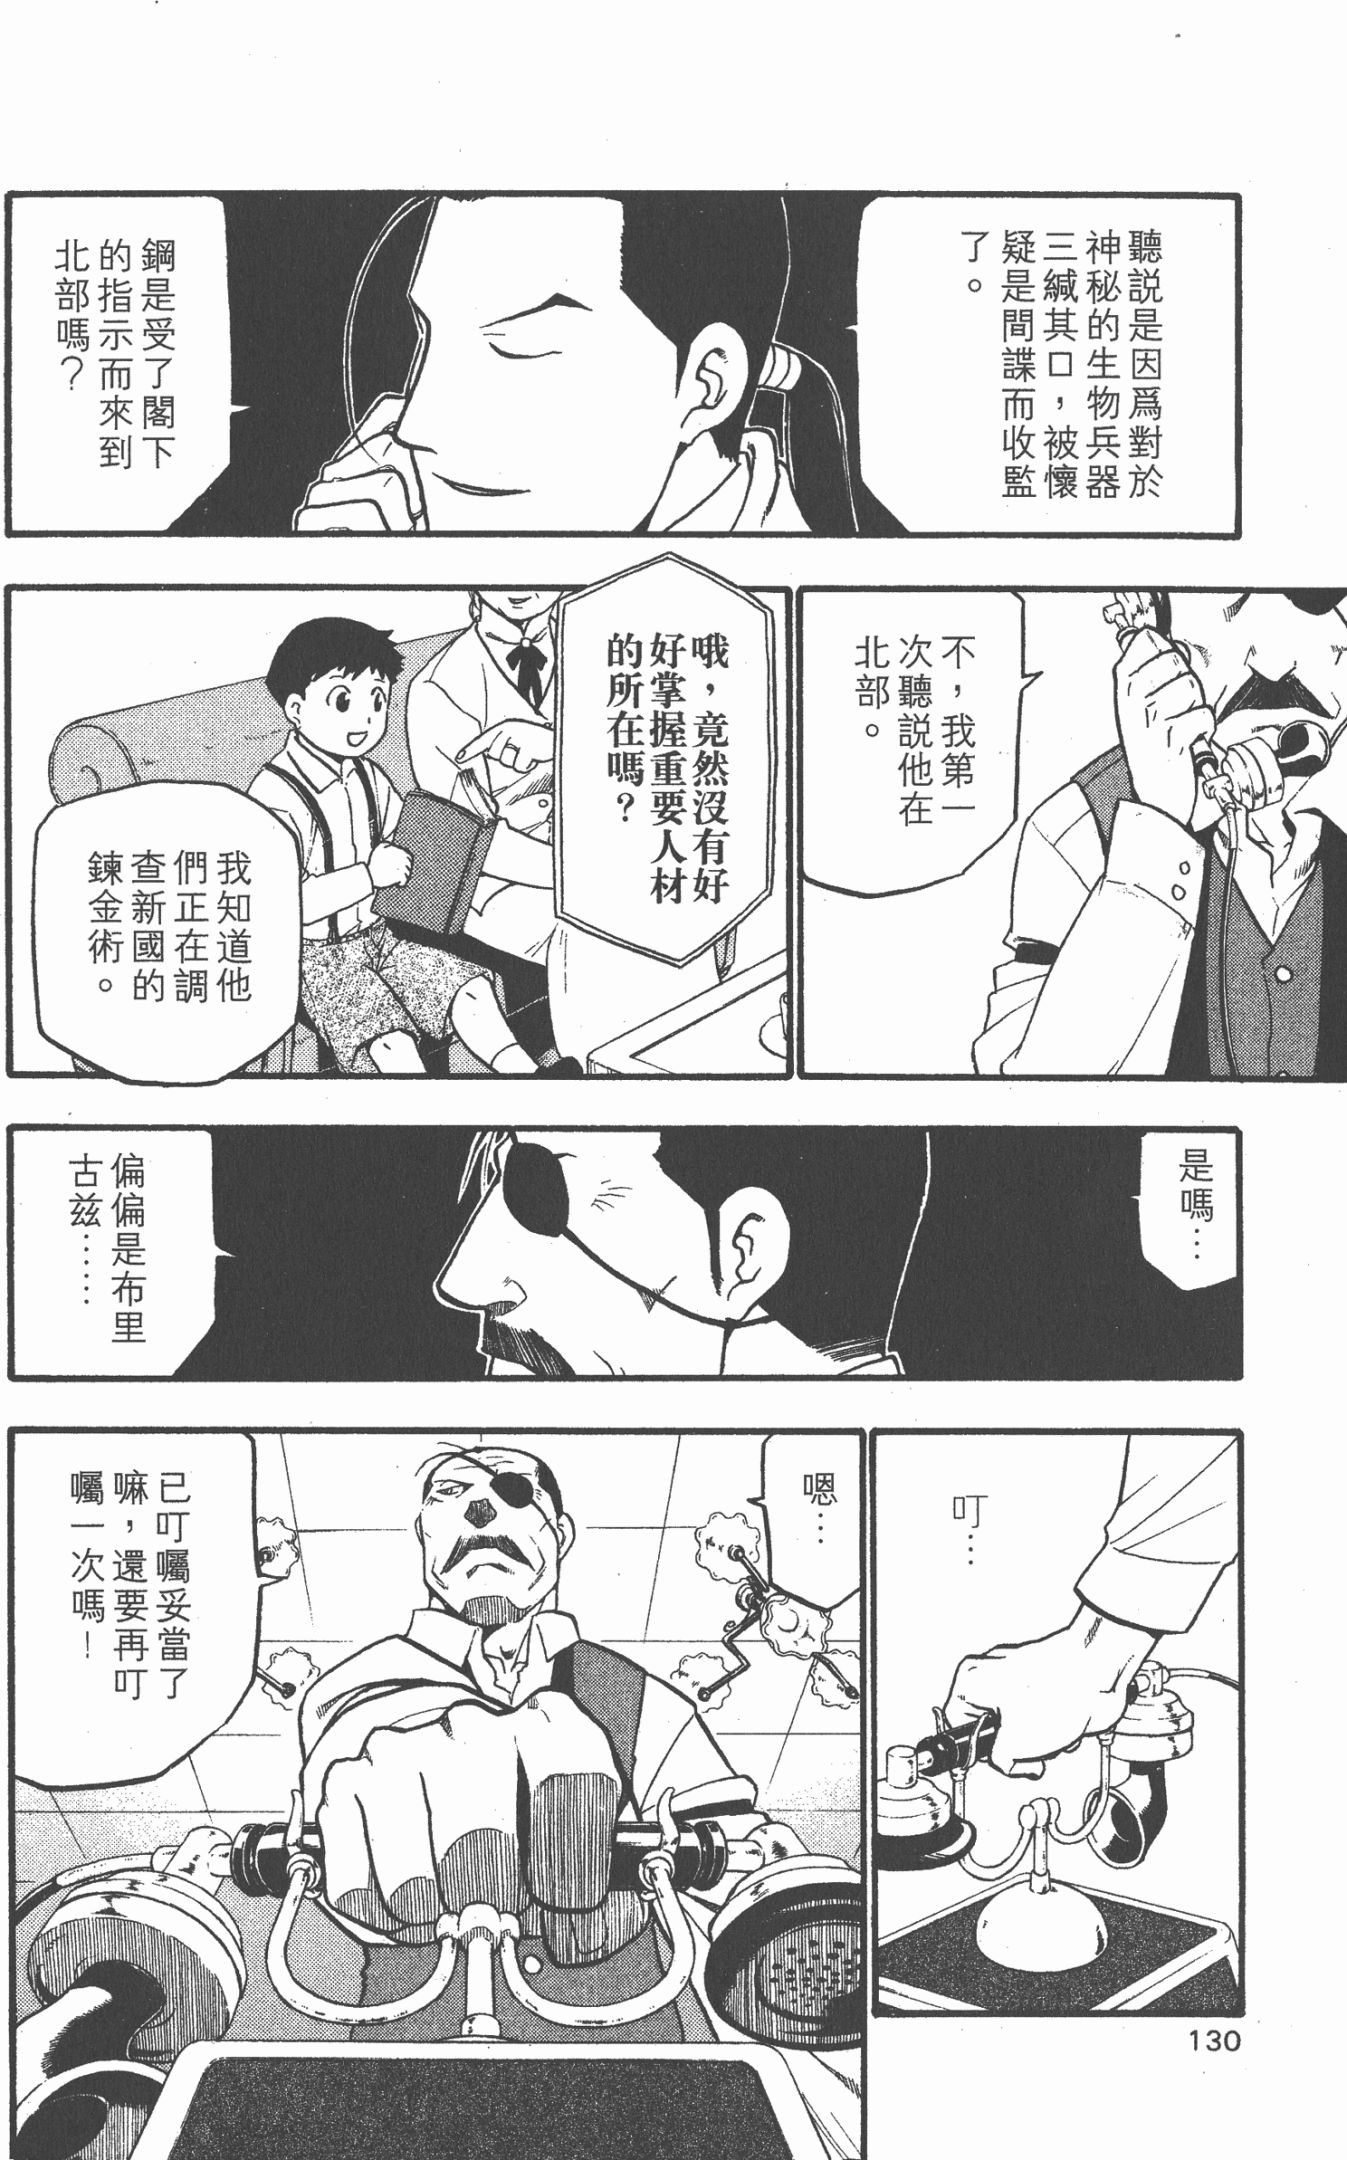 聽説是因爲對於
神秘的生物兵器
三緘其口，被懷
疑是間諜而收監
了。
鋼是受了閣下
的指示而來到
北部嗎？
不，我第一
次聽説他在
北部。
哦，竟然沒有好
好掌握重要人材
的所在嗎？
我知道他
們正在調
查新國的
鍊金術。
是嗎…
偏偏是布里
古兹……
叮…
嗯…
已叮囑妥當了
嘛，還要再叮
囑一次嗎！
130